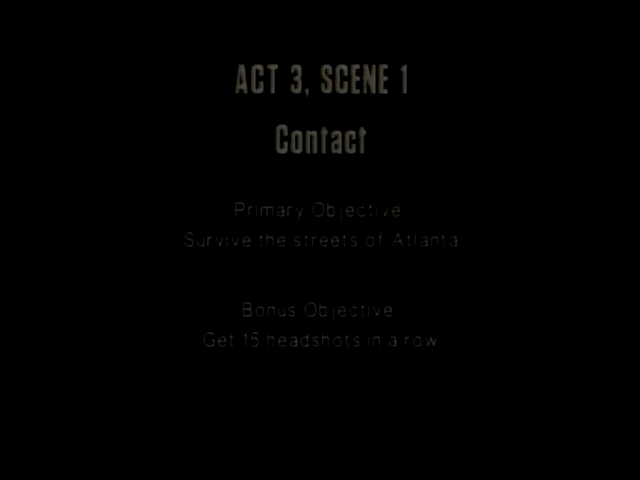 ACT 3, SCENE 1
Contact
Primary Objective
Survive the streets of Atlanta
Bonus Objective
Get 15 headshots in a row